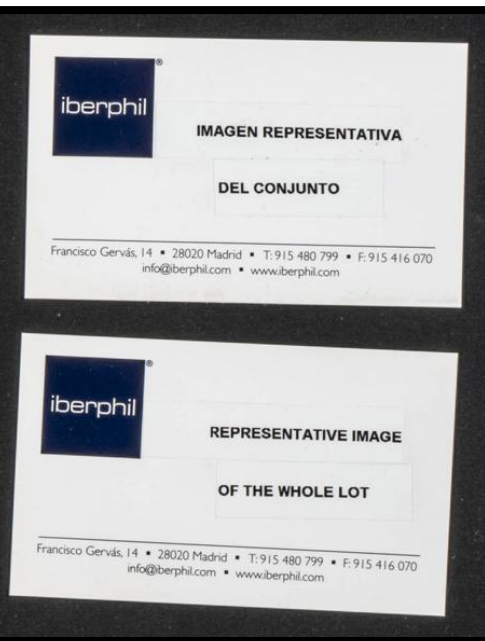 iberphil®
IMAGEN REPRESENTATIVA
DEL CONJUNTO
Francisco Gervás, 14 ▪ 28020 Madrid ▪ T: 915 480 799 ▪ F: 915 416 070
info@iberphil.com ▪ www.iberphil.com
iberphil®
REPRESENTATIVE IMAGE
OF THE WHOLE LOT
Francisco Gervás, 14 ▪ 28020 Madrid ▪ T: 915 480 799 ▪ F: 915 416 070
info@iberphil.com ▪ www.iberphil.com